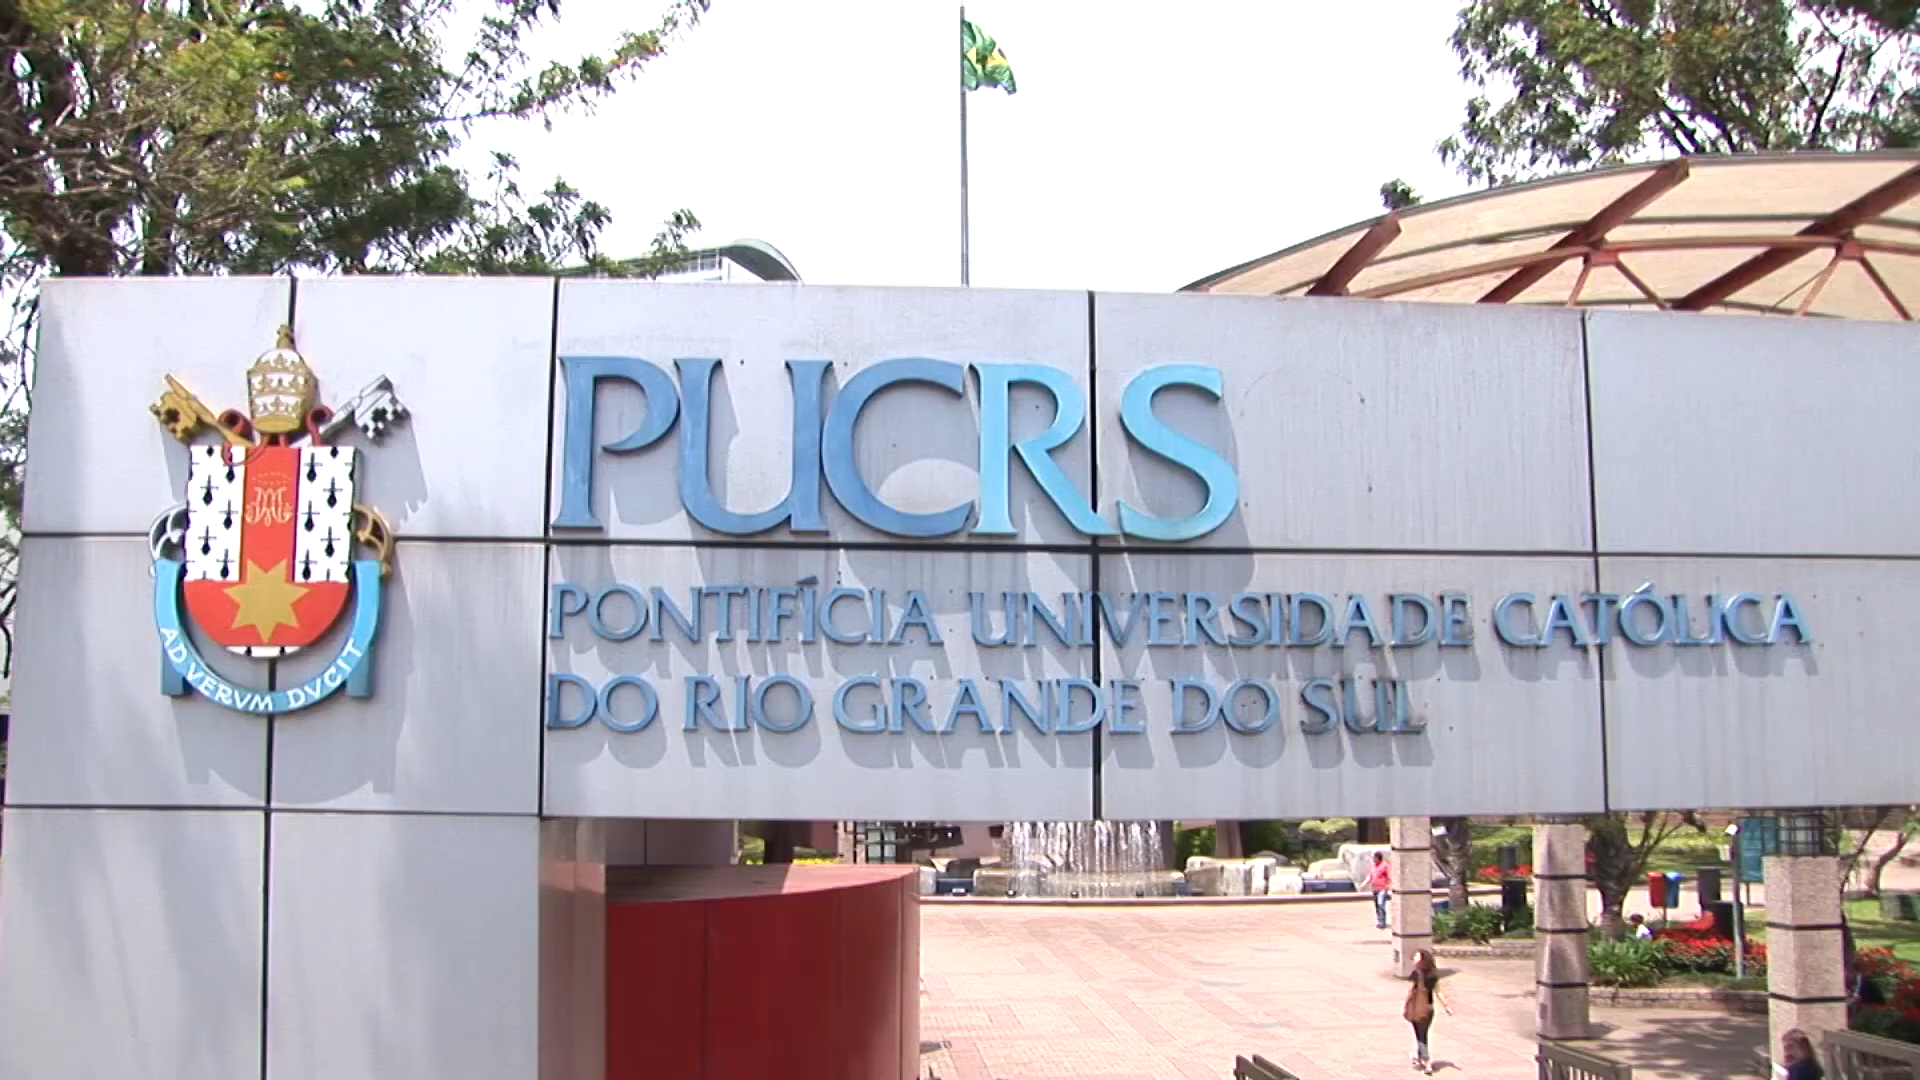 PUCRS
PONTIFÍCIA UNIVERSIDADE CATÓLICA
DO RIO GRANDE DO SUL
AD VERVM DVCIT